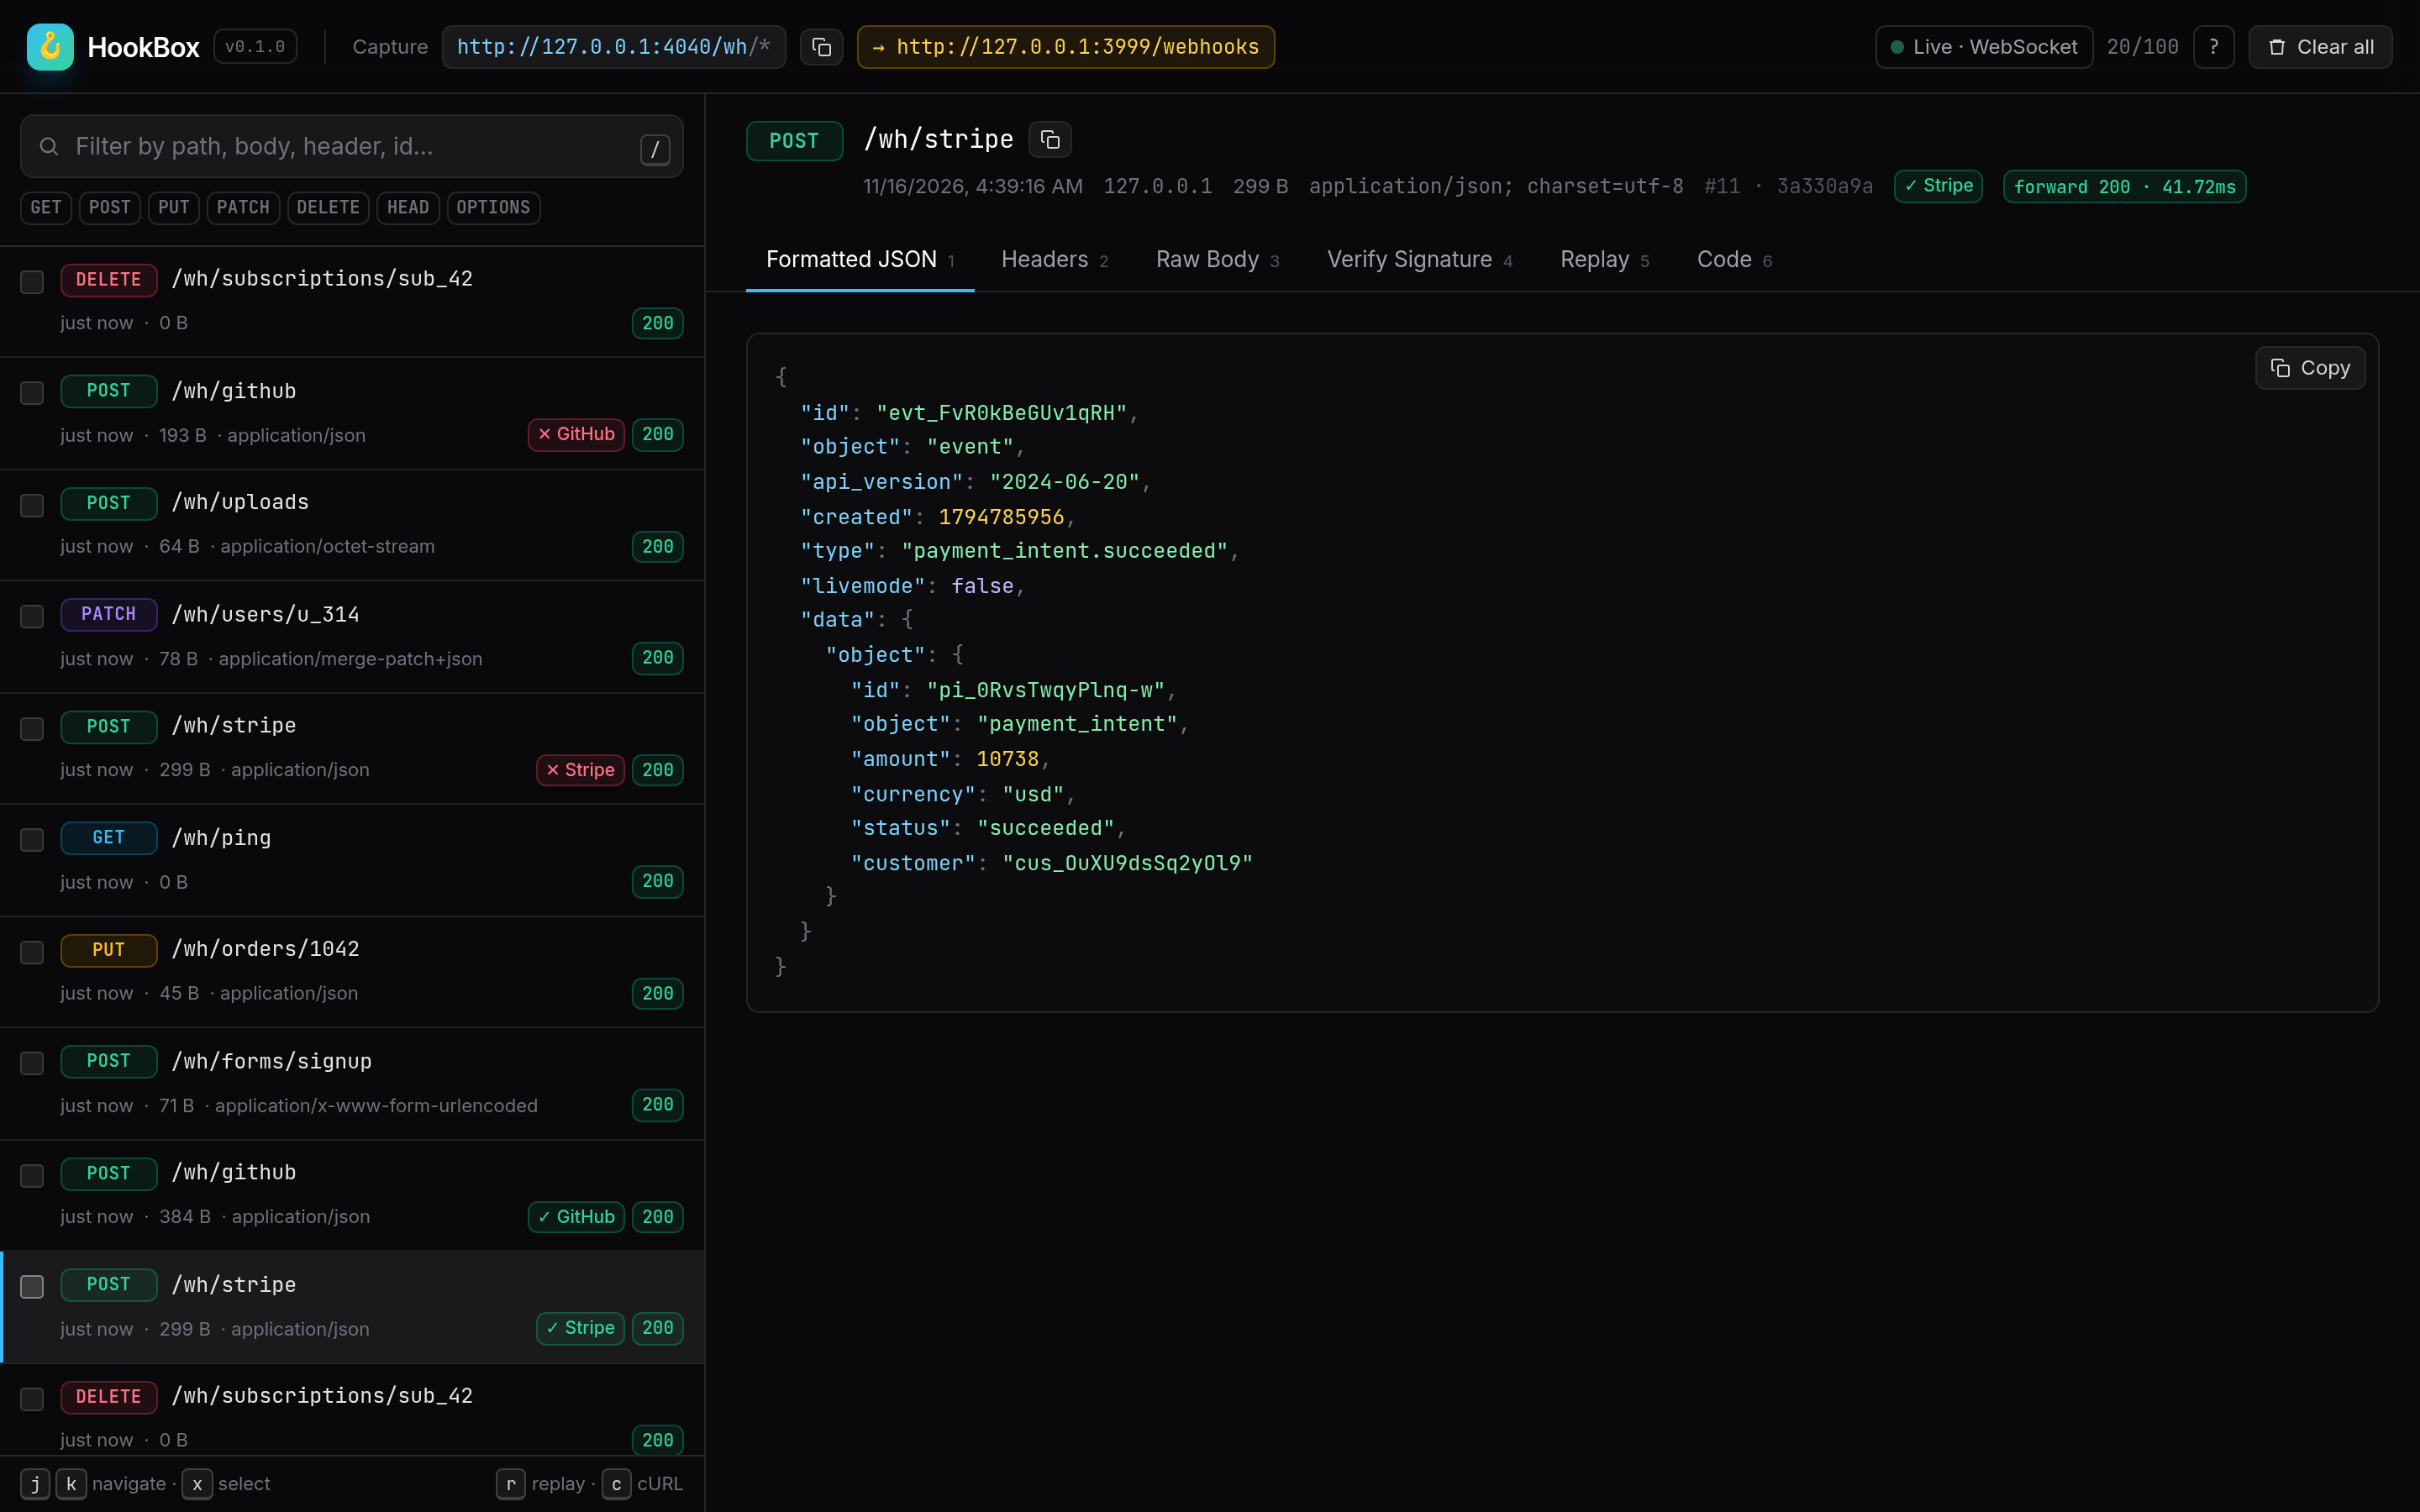 HookBox v0.1.0 Capture http://127.0.0.1:4040/wh/* → http://127.0.0.1:3999/webhooks Live · WebSocket 20/100 ? Clear all
Filter by path, body, header, id... /
GET POST PUT PATCH DELETE HEAD OPTIONS
DELETE /wh/subscriptions/sub_42
just now · 0 B 200
POST /wh/github
just now · 193 B · application/json ✕ GitHub 200
POST /wh/uploads
just now · 64 B · application/octet-stream 200
PATCH /wh/users/u_314
just now · 78 B · application/merge-patch+json 200
POST /wh/stripe
just now · 299 B · application/json ✕ Stripe 200
GET /wh/ping
just now · 0 B 200
PUT /wh/orders/1042
just now · 45 B · application/json 200
POST /wh/forms/signup
just now · 71 B · application/x-www-form-urlencoded 200
POST /wh/github
just now · 384 B · application/json ✓ GitHub 200
POST /wh/stripe
just now · 299 B · application/json ✓ Stripe 200
DELETE /wh/subscriptions/sub_42
just now · 0 B 200
j k navigate · x select r replay · c cURL
POST /wh/stripe
11/16/2026, 4:39:16 AM 127.0.0.1 299 B application/json; charset=utf-8 #11 · 3a330a9a ✓ Stripe forward 200 · 41.72ms
Formatted JSON 1 Headers 2 Raw Body 3 Verify Signature 4 Replay 5 Code 6
Copy
{
"id": "evt_FvR0kBeGUv1qRH",
"object": "event",
"api_version": "2024-06-20",
"created": 1794785956,
"type": "payment_intent.succeeded",
"livemode": false,
"data": {
"object": {
"id": "pi_0RvsTwqyPlnq-w",
"object": "payment_intent",
"amount": 10738,
"currency": "usd",
"status": "succeeded",
"customer": "cus_OuXU9dsSq2yOl9"
}
}
}